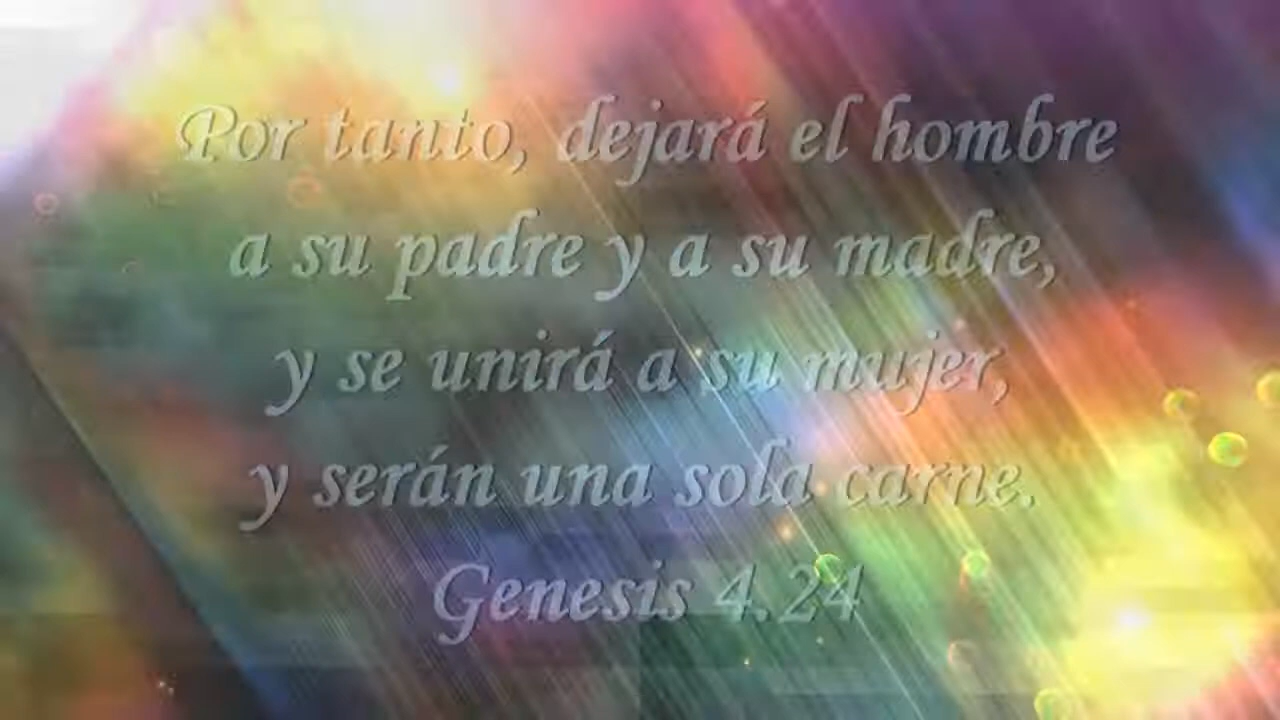 Por tanto, dejará el hombre
a su padre y a su madre,
y se unirá a su mujer,
y serán una sola carne.
Genesis 4.24